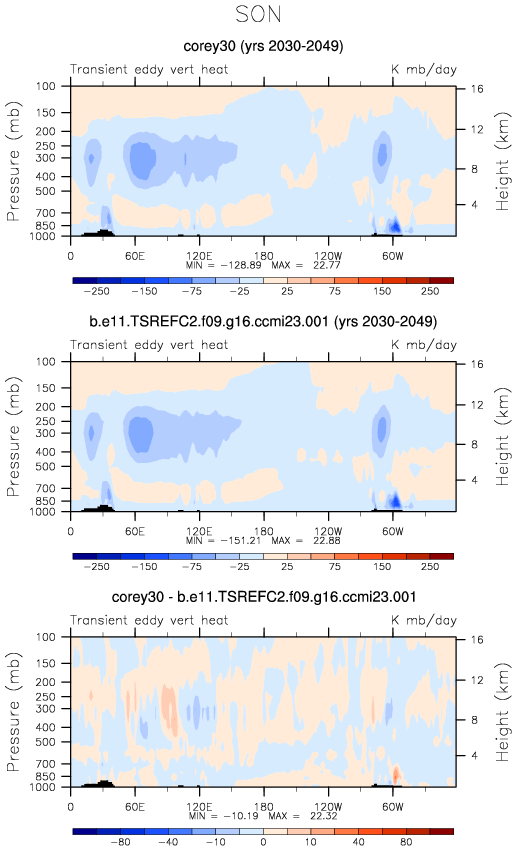 SON
corey30 (yrs 2030-2049)
Transient eddy vert heat K mb/day
Pressure (mb)
Height (km)
100
150
200
250
300
400
500
700
850
1000
16
12
8
4
0 60E 120E 180 120W 60W
MIN = -128.89 MAX = 22.77
-250 -150 -75 -25 25 75 150 250
b.e11.TSREFC2.f09.g16.ccmi23.001 (yrs 2030-2049)
Transient eddy vert heat K mb/day
Pressure (mb)
Height (km)
100
150
200
250
300
400
500
700
850
1000
16
12
8
4
0 60E 120E 180 120W 60W
MIN = -151.21 MAX = 22.88
-250 -150 -75 -25 25 75 150 250
corey30 - b.e11.TSREFC2.f09.g16.ccmi23.001
Transient eddy vert heat K mb/day
Pressure (mb)
Height (km)
100
150
200
250
300
400
500
700
850
1000
16
12
8
4
0 60E 120E 180 120W 60W
MIN = -10.19 MAX = 22.32
-80 -40 -10 0 10 40 80